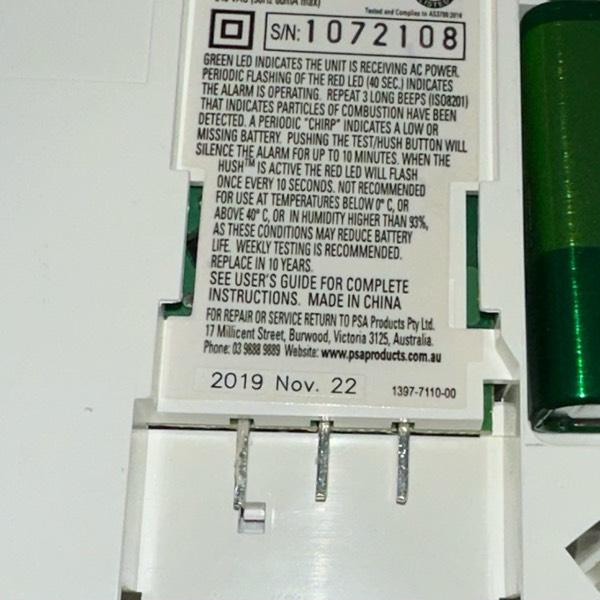 Tested and Complies to AS3786:2014
S/N: 1072108
GREEN LED INDICATES THE UNIT IS RECEIVING AC POWER.
PERIODIC FLASHING OF THE RED LED (40 SEC.) INDICATES
THE ALARM IS OPERATING. REPEAT 3 LONG BEEPS (ISO8201)
THAT INDICATES PARTICLES OF COMBUSTION HAVE BEEN
DETECTED. A PERIODIC "CHIRP" INDICATES A LOW OR
MISSING BATTERY. PUSHING THE TEST/HUSH BUTTON WILL
SILENCE THE ALARM FOR UP TO 10 MINUTES. WHEN THE
HUSH™ IS ACTIVE THE RED LED WILL FLASH
ONCE EVERY 10 SECONDS. NOT RECOMMENDED
FOR USE AT TEMPERATURES BELOW 0° C, OR
ABOVE 40° C, OR IN HUMIDITY HIGHER THAN 93%,
AS THESE CONDITIONS MAY REDUCE BATTERY
LIFE. WEEKLY TESTING IS RECOMMENDED.
REPLACE IN 10 YEARS.
SEE USER'S GUIDE FOR COMPLETE
INSTRUCTIONS. MADE IN CHINA
FOR REPAIR OR SERVICE RETURN TO PSA Products Pty Ltd.
17 Millicent Street, Burwood, Victoria 3125, Australia.
Phone: 03 9888 9889 Website: www.psaproducts.com.au
2019 Nov. 22
1397-7110-00